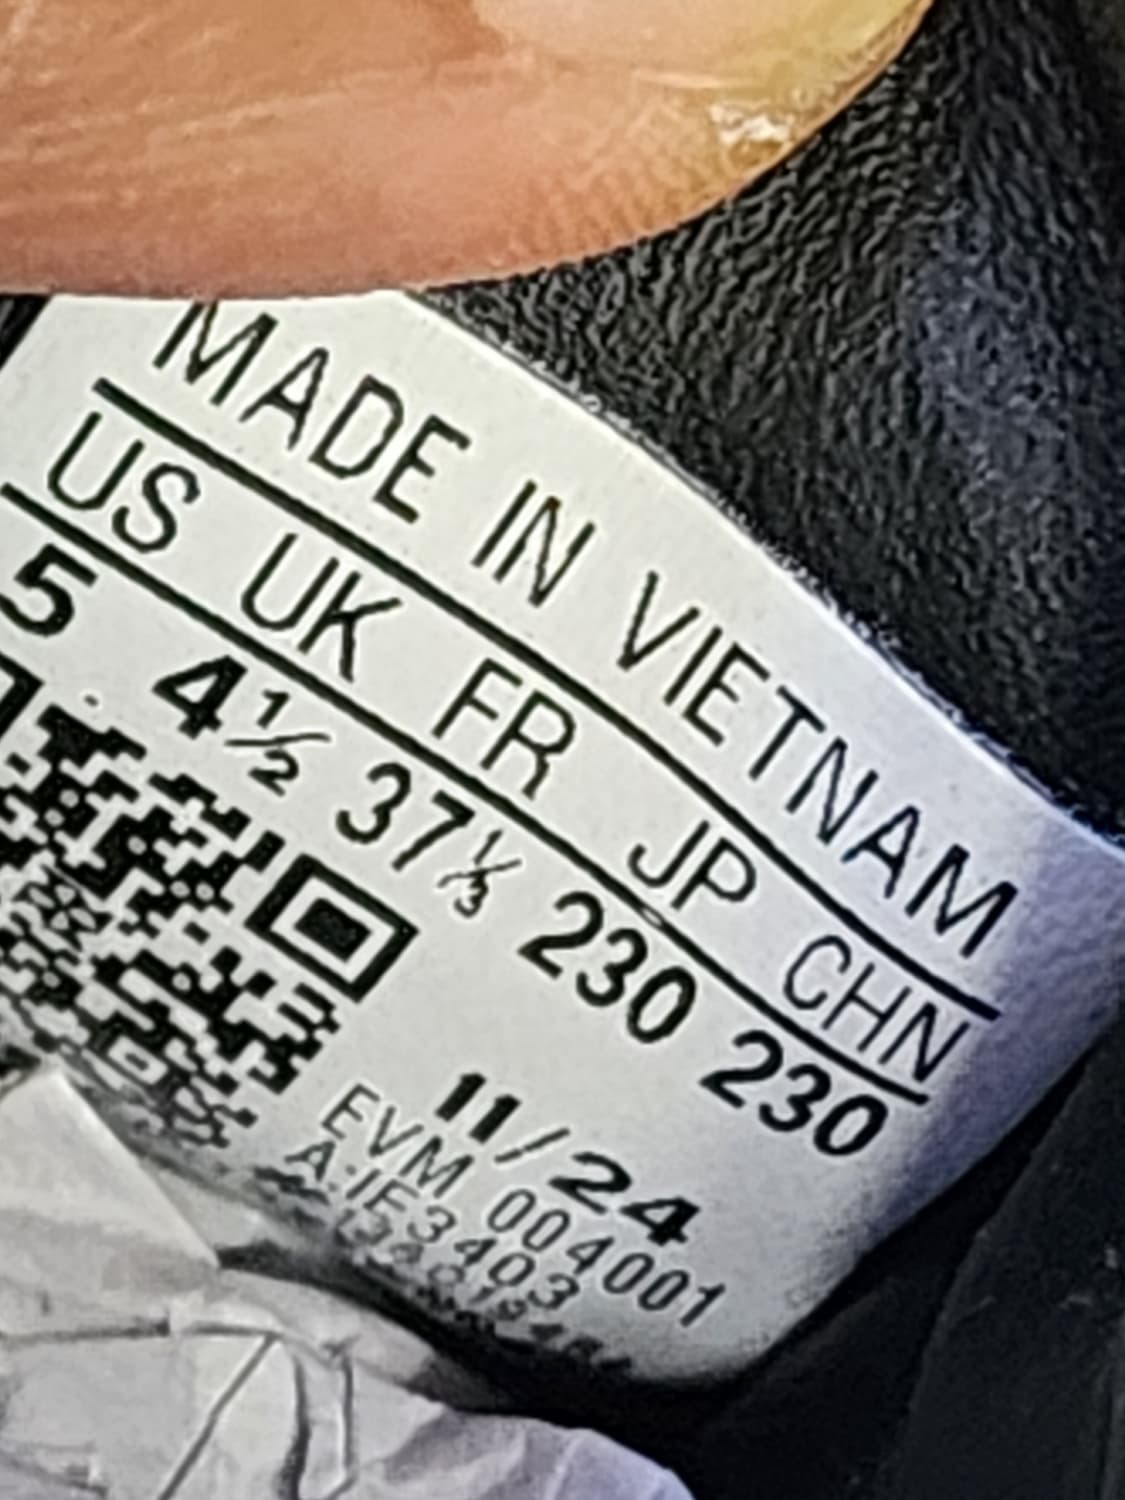 MADE IN VIETNAM
US UK FR JP CHN
5 4½ 37⅓ 230 230
11/24
EVM 004001
A:IE3403